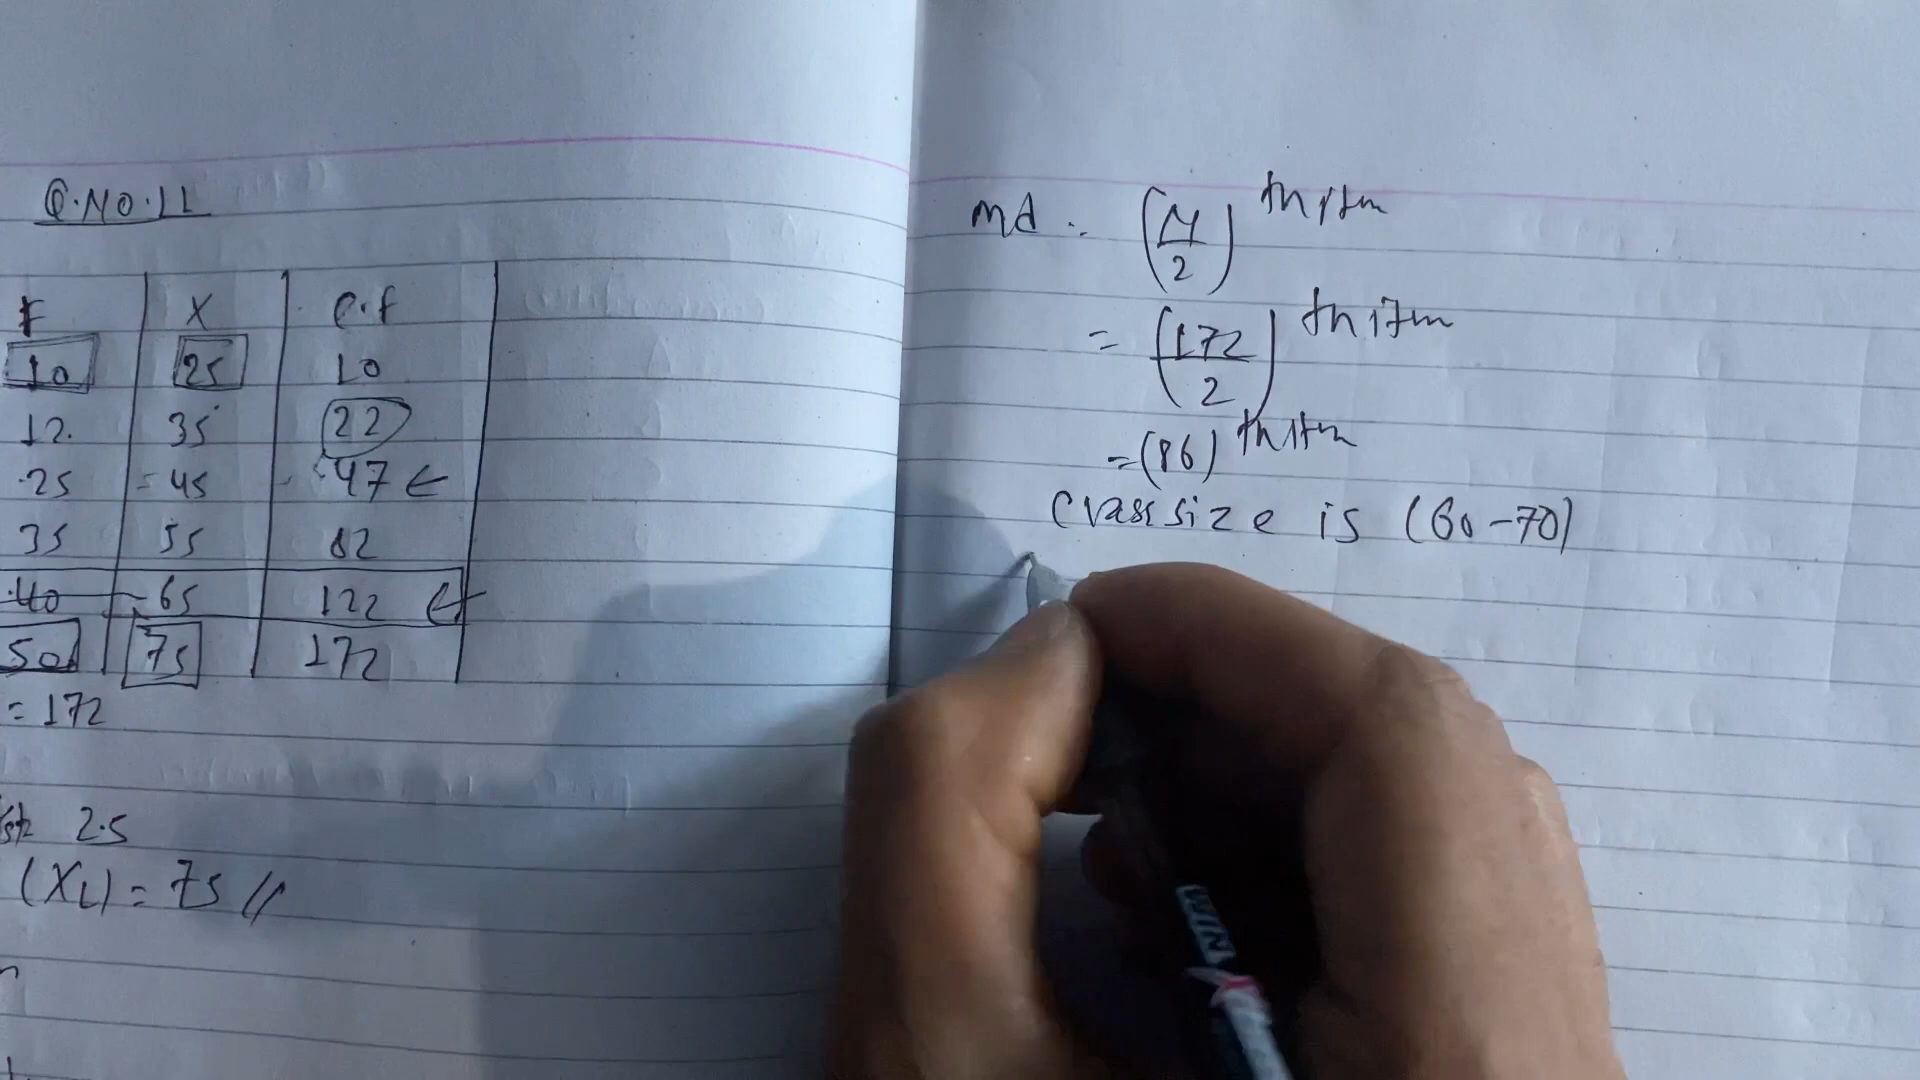 Q.NO.11
f x c.f
10 25 10
12. 35 22
25 45 47 ←
35 55 82
40 65 122 ←
50 75 172
= 172
2.5
(XL) = 75 //
md : (N/2) th item
= (172/2) th item
= (86) th item
Class size is (60-70)
WIN